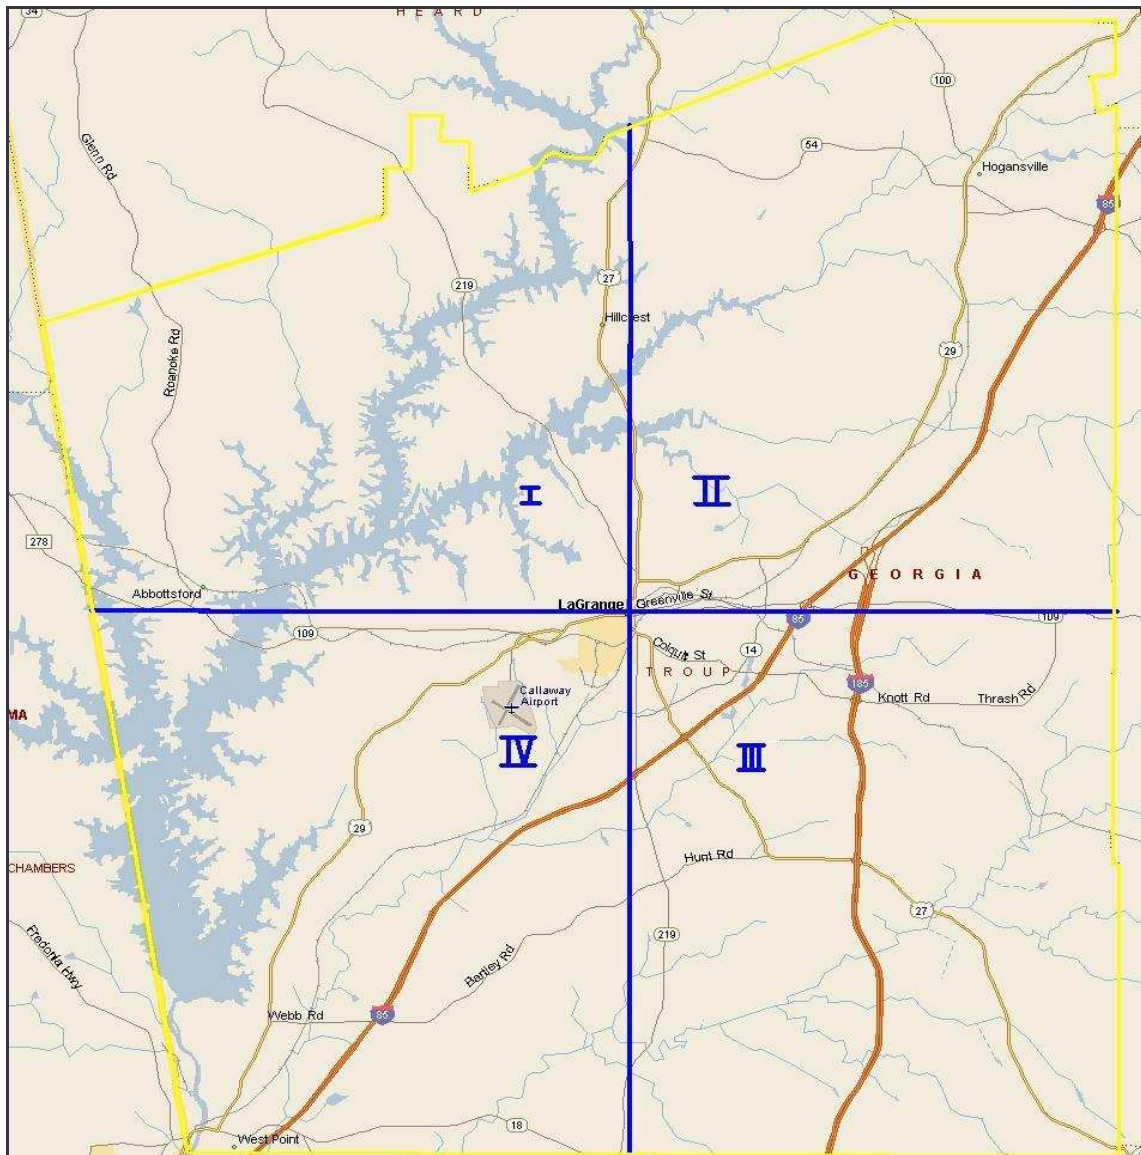 HEARD
34
100
Glenn Rd
54
Hogansville
85
219
27
Hillcrest
Roanoke Rd
29
I
II
278
GEORGIA
Abbottsford
LaGrange
Greenville St
109
85
109
Colquit St
14
TROUP
185
Callaway
Airport
Knott Rd
Thrash Rd
MA
IV
III
29
Hunt Rd
CHAMBERS
27
219
Fredonia Hwy
Bartley Rd
Webb Rd
85
18
West Point